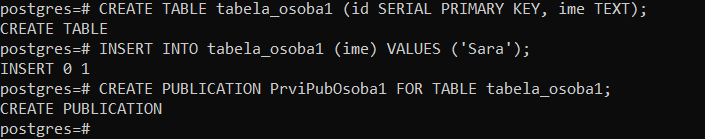 postgres=# CREATE TABLE tabela_osoba1 (id SERIAL PRIMARY KEY, ime TEXT);
CREATE TABLE
postgres=# INSERT INTO tabela_osoba1 (ime) VALUES ('Sara');
INSERT 0 1
postgres=# CREATE PUBLICATION PrviPubOsoba1 FOR TABLE tabela_osoba1;
CREATE PUBLICATION
postgres=#